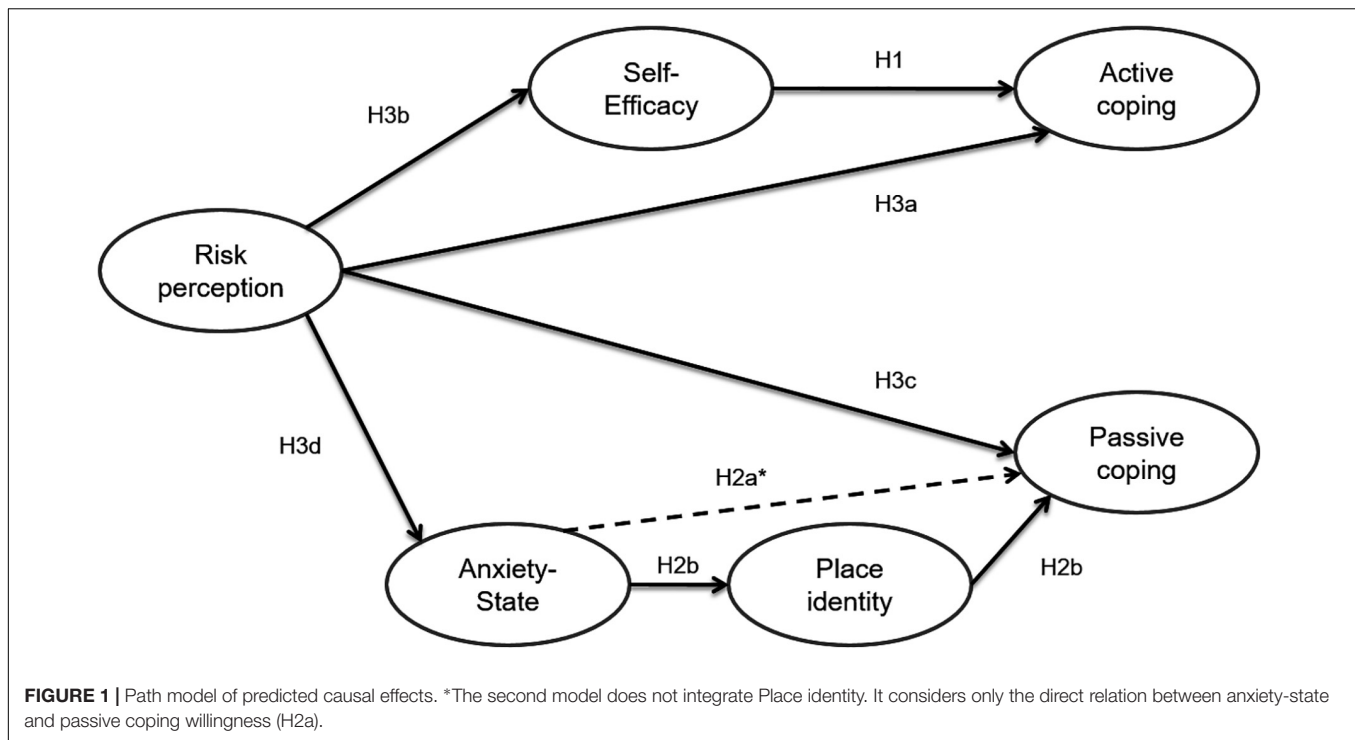 Self-
Efficacy
H1
Active
coping
H3b
H3a
Risk
perception
H3c
H3d
Passive
coping
H2a*
Anxiety-
State
H2b
Place
identity
H2b
FIGURE 1 | Path model of predicted causal effects. *The second model does not integrate Place identity. It considers only the direct relation between anxiety-state
and passive coping willingness (H2a).